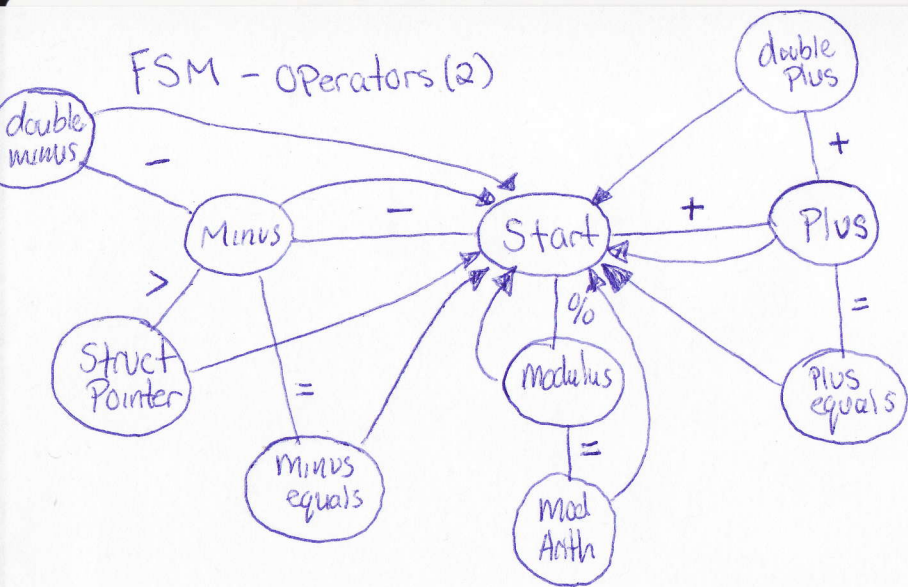 FSM - Operators (2)
double
Plus
double
minus
-
+
Minus
-
Start
+
Plus
>
%
=
Struct
Pointer
=
Modulus
Plus
equals
=
minus
equals
Mod
Arith